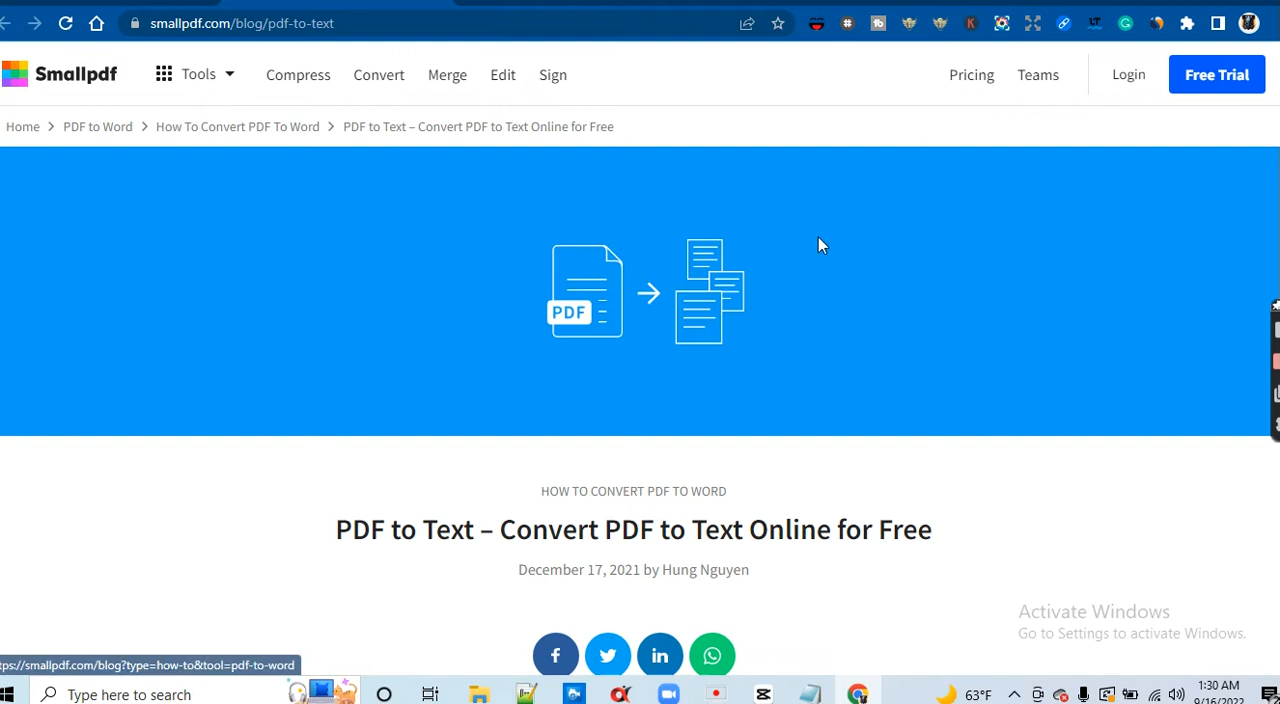 smallpdf.com/blog/pdf-to-text
Smallpdf Tools Compress Convert Merge Edit Sign Pricing Teams Login Free Trial
Home > PDF to Word > How To Convert PDF To Word > PDF to Text – Convert PDF to Text Online for Free
PDF
HOW TO CONVERT PDF TO WORD
PDF to Text – Convert PDF to Text Online for Free
December 17, 2021 by Hung Nguyen
Activate Windows
Go to Settings to activate Windows.
tps://smallpdf.com/blog?type=how-to&tool=pdf-to-word
Type here to search
63°F
1:30 AM
9/16/2022